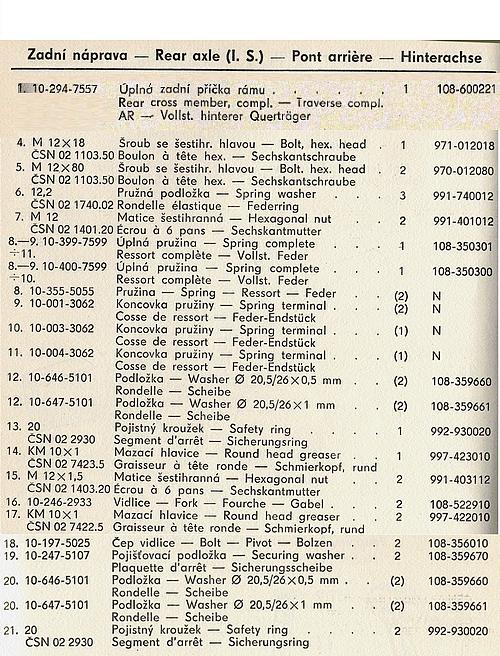 Zadní náprava — Rear axle (I. S.) — Pont arrière — Hinterachse
1. 10-294-7557 Úplná zadní příčka rámu . . . . . . 1 108-600221
Rear cross member, compl. — Traverse compl.
AR — Vollst. hinterer Querträger
4. M 12×18 Šroub se šestihr. hlavou — Bolt, hex. head . 1 971-012018
ČSN 02 1103.50 Boulon à tête hex. — Sechskantschraube
5. M 12×80 Šroub se šestihr. hlavou — Bolt. hex. head . 2 970-012080
ČSN 02 1103.50 Boulon à tête hex. — Sechskantschraube
6. 12,2 Pružná podložka — Spring washer . . . 3 991-740012
ČSN 02 1740.02 Rondelle élastique — Federring
7. M 12 Matice šestihranná — Hexagonal nut . . 2 991-401012
ČSN 02 1401.20 Écrou à 6 pans — Sechskantmutter
8.—9. 10-399-7599 Úplná pružina — Spring complete . . . 1 108-350301
÷11. Ressort complet — Vollst. Feder
8.—9. 10-400-7599 Úplná pružina — Spring complete . . . 1 108-350300
÷10. Ressort complet — Vollst. Feder
8. 10-355-5055 Pružina — Spring — Ressort — Feder . . (2) N
9. 10-001-3062 Koncovka pružiny — Spring terminal . . . (2) N
Cosse de ressort — Feder-Endstück
10. 10-003-3062 Koncovka pružiny — Spring terminal . . . (1) N
Cosse de ressort — Feder-Endstück
11. 10-004-3062 Koncovka pružiny — Spring terminal . . . (1) N
Cosse de ressort — Feder-Endstück
12. 10-646-5101 Podložka — Washer Ø 20,5/26×0,5 mm . . (2) 108-359660
Rondelle — Scheibe
12. 10-647-5101 Podložka — Washer Ø 20,5/26×1 mm . . (2) 108-359661
Rondelle — Scheibe
13. 20 Pojistný kroužek — Safety ring . . . . 1 992-930020
ČSN 02 2930 Segment d'arrêt — Sicherungsring
14. KM 10×1 Mazací hlavice — Round head greaser . . 1 997-423010
ČSN 02 7423.5 Graisseur à tête ronde — Schmierkopf, rund
15. M 12×1,5 Matice šestihranná — Hexagonal nut . . 2 991-403112
ČSN 02 1403.20 Écrou à 6 pans — Sechskantmutter
16. 10-246-2933 Vidlice — Fork — Fourche — Gabel . . . 2 108-522910
17. KM 10×1 Mazací hlavice — Round head greaser . . 2 997-422010
ČSN 02 7422.5 Graisseur à tête ronde — Schmierkopf, rund
18. 10-197-5025 Čep vidlice — Bolt — Pivot — Bolzen . . 2 108-356010
19. 10-247-5107 Pojišťovací podložka — Securing washer . . 2 108-359670
Plaquette d'arrêt — Sicherungsscheibe
20. 10-646-5101 Podložka — Washer Ø 20,5/26×0,5 mm . . (2) 108-359660
Rondelle — Scheibe
20. 10-647-5101 Podložka — Washer Ø 20,5/26×1 mm . . (2) 108-359661
Rondelle — Scheibe
21. 20 Pojistný kroužek — Safety ring . . . . 2 992-930020
ČSN 02 2930 Segment d'arrêt — Sicherungsring